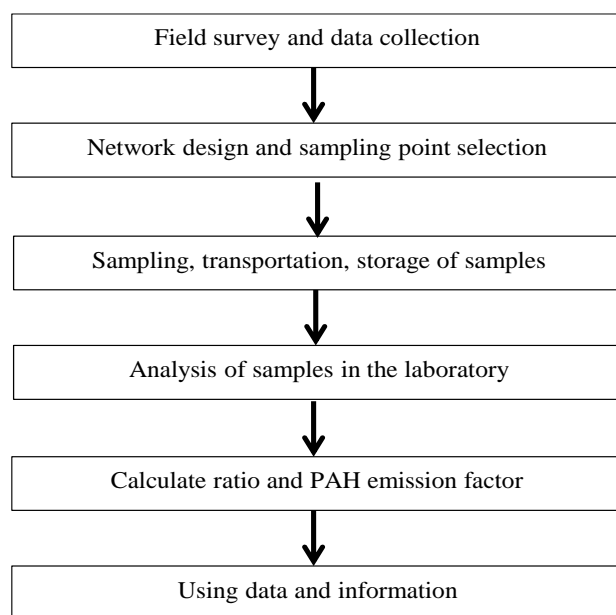 Field survey and data collection
Network design and sampling point selection
Sampling, transportation, storage of samples
Analysis of samples in the laboratory
Calculate ratio and PAH emission factor
Using data and information